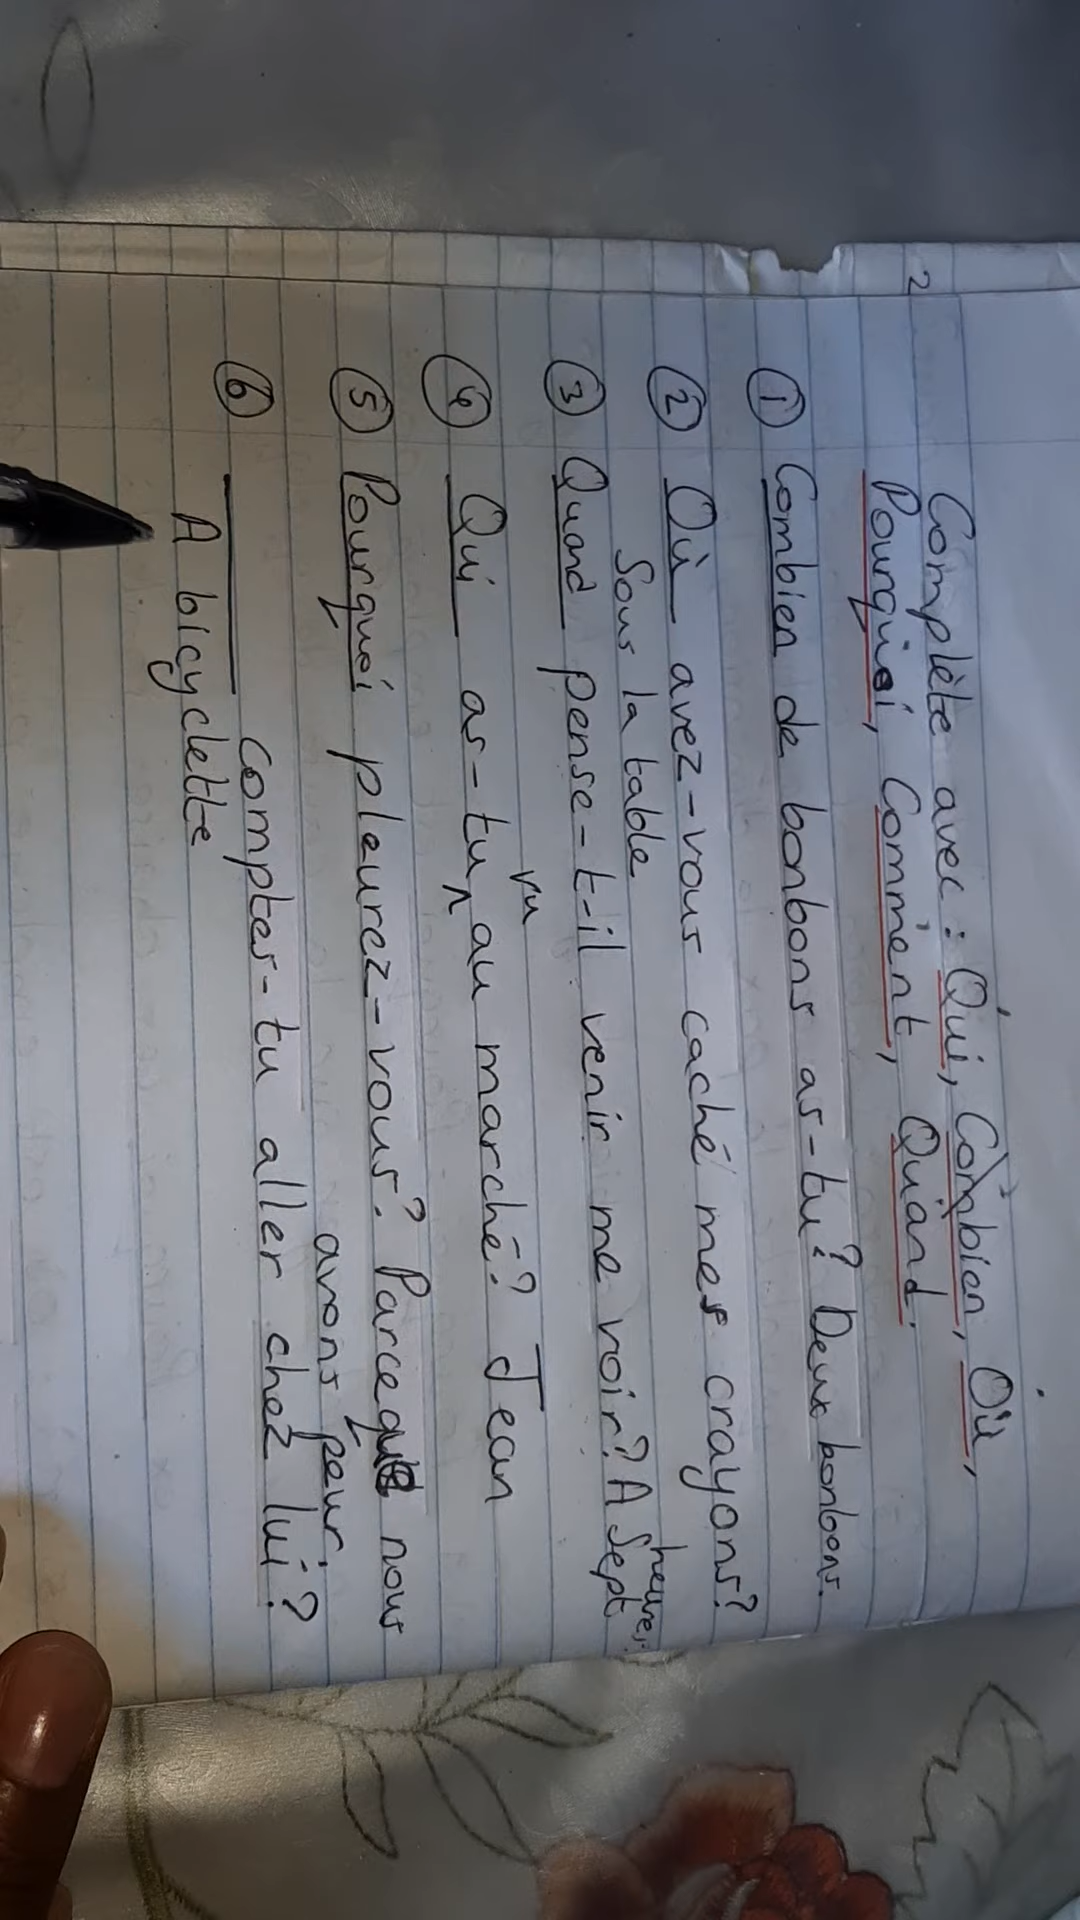 2
Complète avec : Qui, Combien, Où,
Pourquoi, Comment, Quand.
① Combien de bonbons as-tu? Deux bonbons.
② Où avez-vous caché mes crayons?
Sous la table
③ Quand pense-t-il venir me voir? A Sept
heures.
vu
④ Qui as-tu ^ au marché? Jean
⑤ Pourquoi pleurez-vous? Parceque nous
avons peur.
⑥ ______ Comptes-tu aller chez lui?
A bicyclette